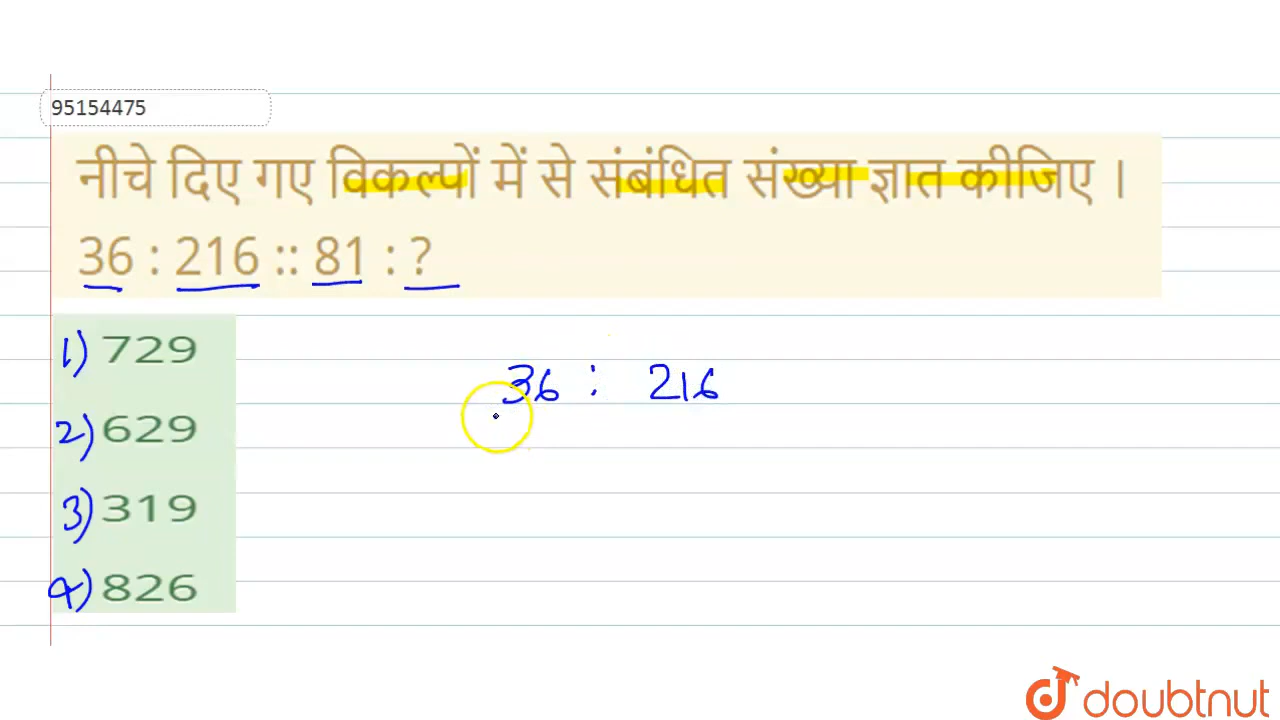 95154475
नीचे दिए गए विकल्पों में से संबंधित संख्या ज्ञात कीजिए ।
36 : 216 :: 81 : ?
1) 729
36 : 216
2) 629
3) 319
4) 826
doubtnut